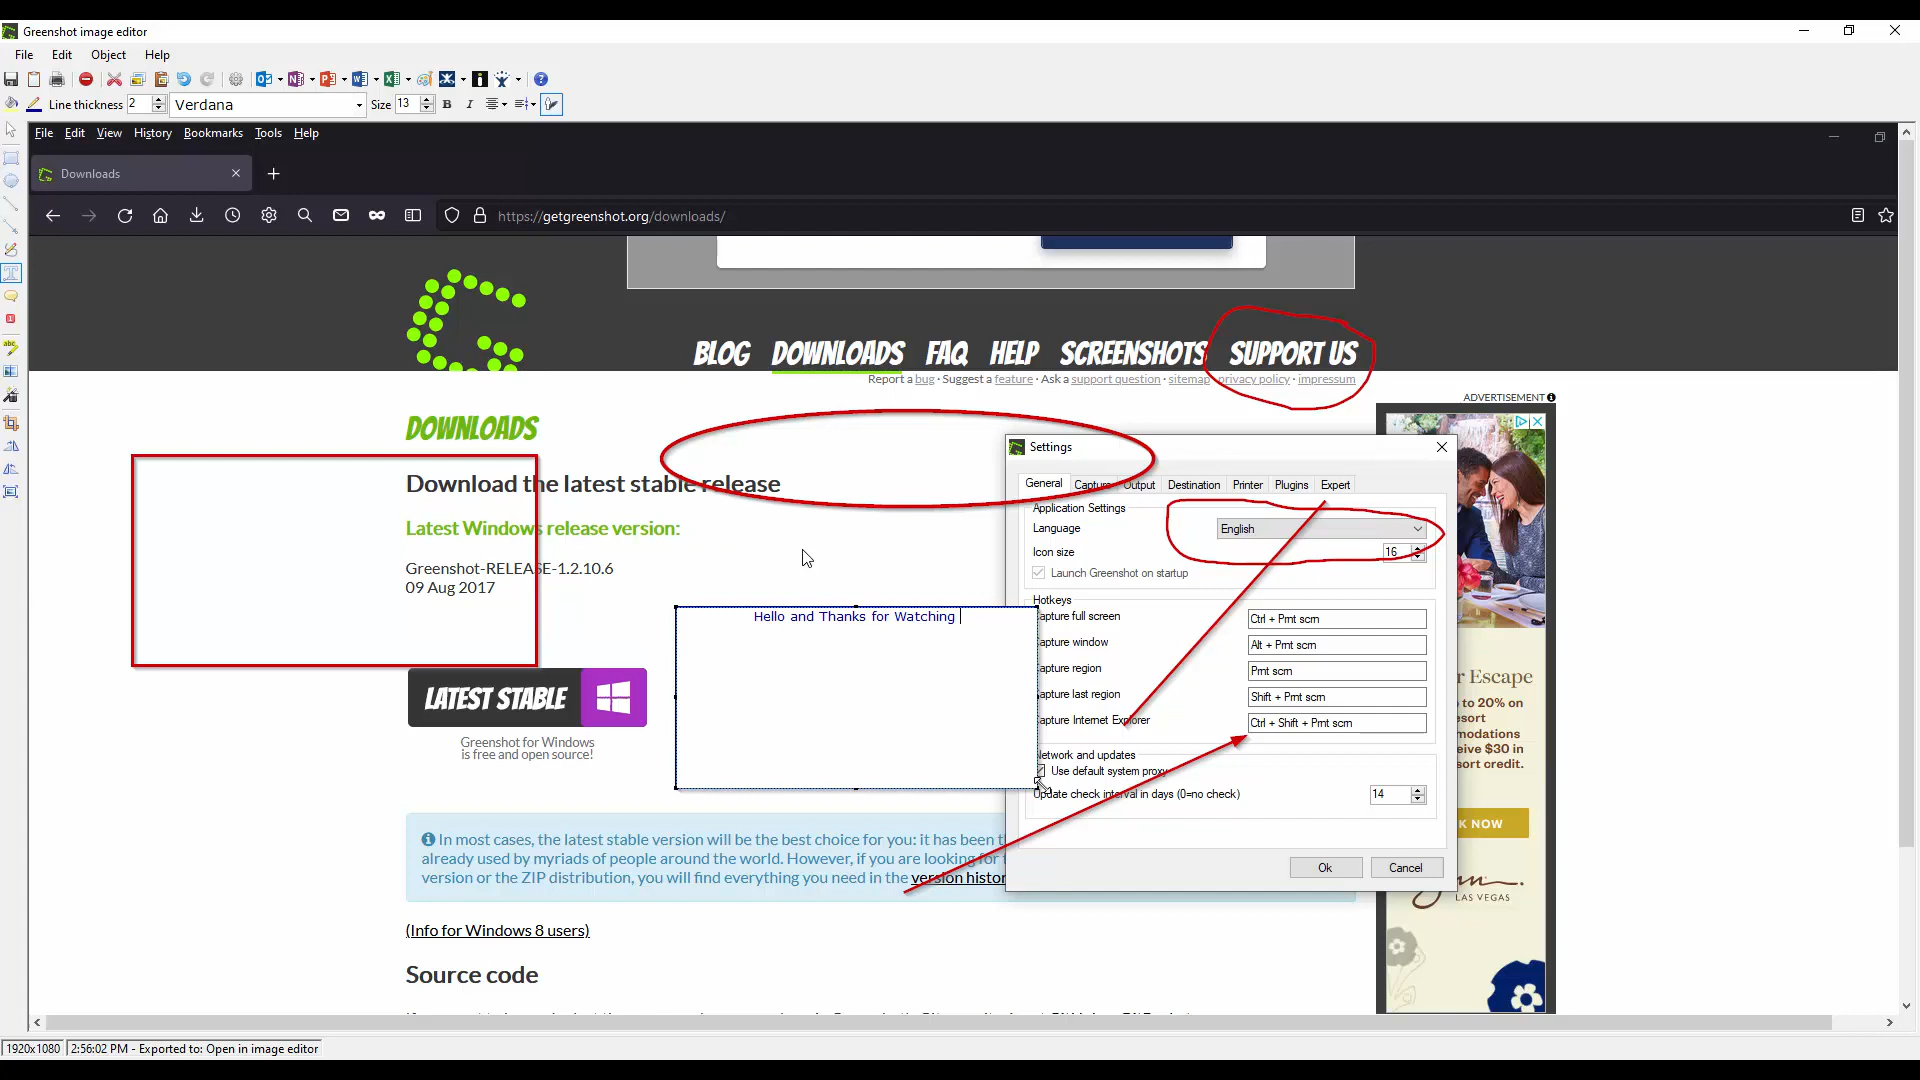 Greenshot image editor
File Edit Object Help
Line thickness 2 Verdana Size 13 B I
File Edit View History Bookmarks Tools Help
Downloads
https://getgreenshot.org/downloads/
BLOG DOWNLOADS FAQ HELP SCREENSHOTS SUPPORT US
Report a bug · Suggest a feature · Ask a support question · sitemap · privacy policy · impressum
ADVERTISEMENT
DOWNLOADS
Download the latest stable release
Latest Windows release version:
Greenshot-RELEASE-1.2.10.6
09 Aug 2017
LATEST STABLE
Greenshot for Windows
is free and open source!
Hello and Thanks for Watching
Settings
General Capture Output Destination Printer Plugins Expert
Application Settings
Language English
Icon size 16
Launch Greenshot on startup
Hotkeys
Capture full screen Ctrl + Prnt scrn
Capture window Alt + Prnt scrn
Capture region Prnt scrn
Capture last region Shift + Prnt scrn
Capture Internet Explorer Ctrl + Shift + Prnt scrn
Network and updates
Use default system proxy
Update check interval in days (0=no check) 14
Ok Cancel
r Escape
to 20% on
esort
modations
eive $30 in
sort credit.
K NOW
LAS VEGAS
In most cases, the latest stable version will be the best choice for you: it has been t
already used by myriads of people around the world. However, if you are looking for
version or the ZIP distribution, you will find everything you need in the version histor
(Info for Windows 8 users)
Source code
1920x1080 2:56:02 PM - Exported to: Open in image editor